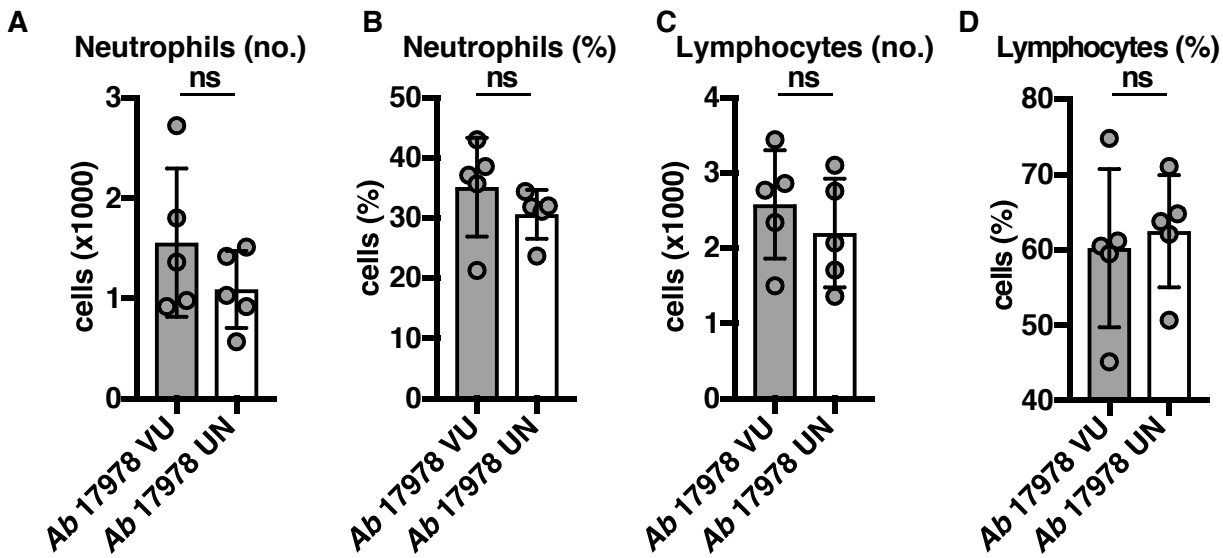 A
Neutrophils (no.)
ns
3
2
1
0
cells (x1000)
Ab 17978 VU
Ab 17978 UN
B
Neutrophils (%)
ns
50
40
30
20
10
0
cells (%)
Ab 17978 VU
Ab 17978 UN
C
Lymphocytes (no.)
ns
4
3
2
1
0
cells (x1000)
Ab 17978 VU
Ab 17978 UN
D
Lymphocytes (%)
ns
80
70
60
50
40
cells (%)
Ab 17978 VU
Ab 17978 UN